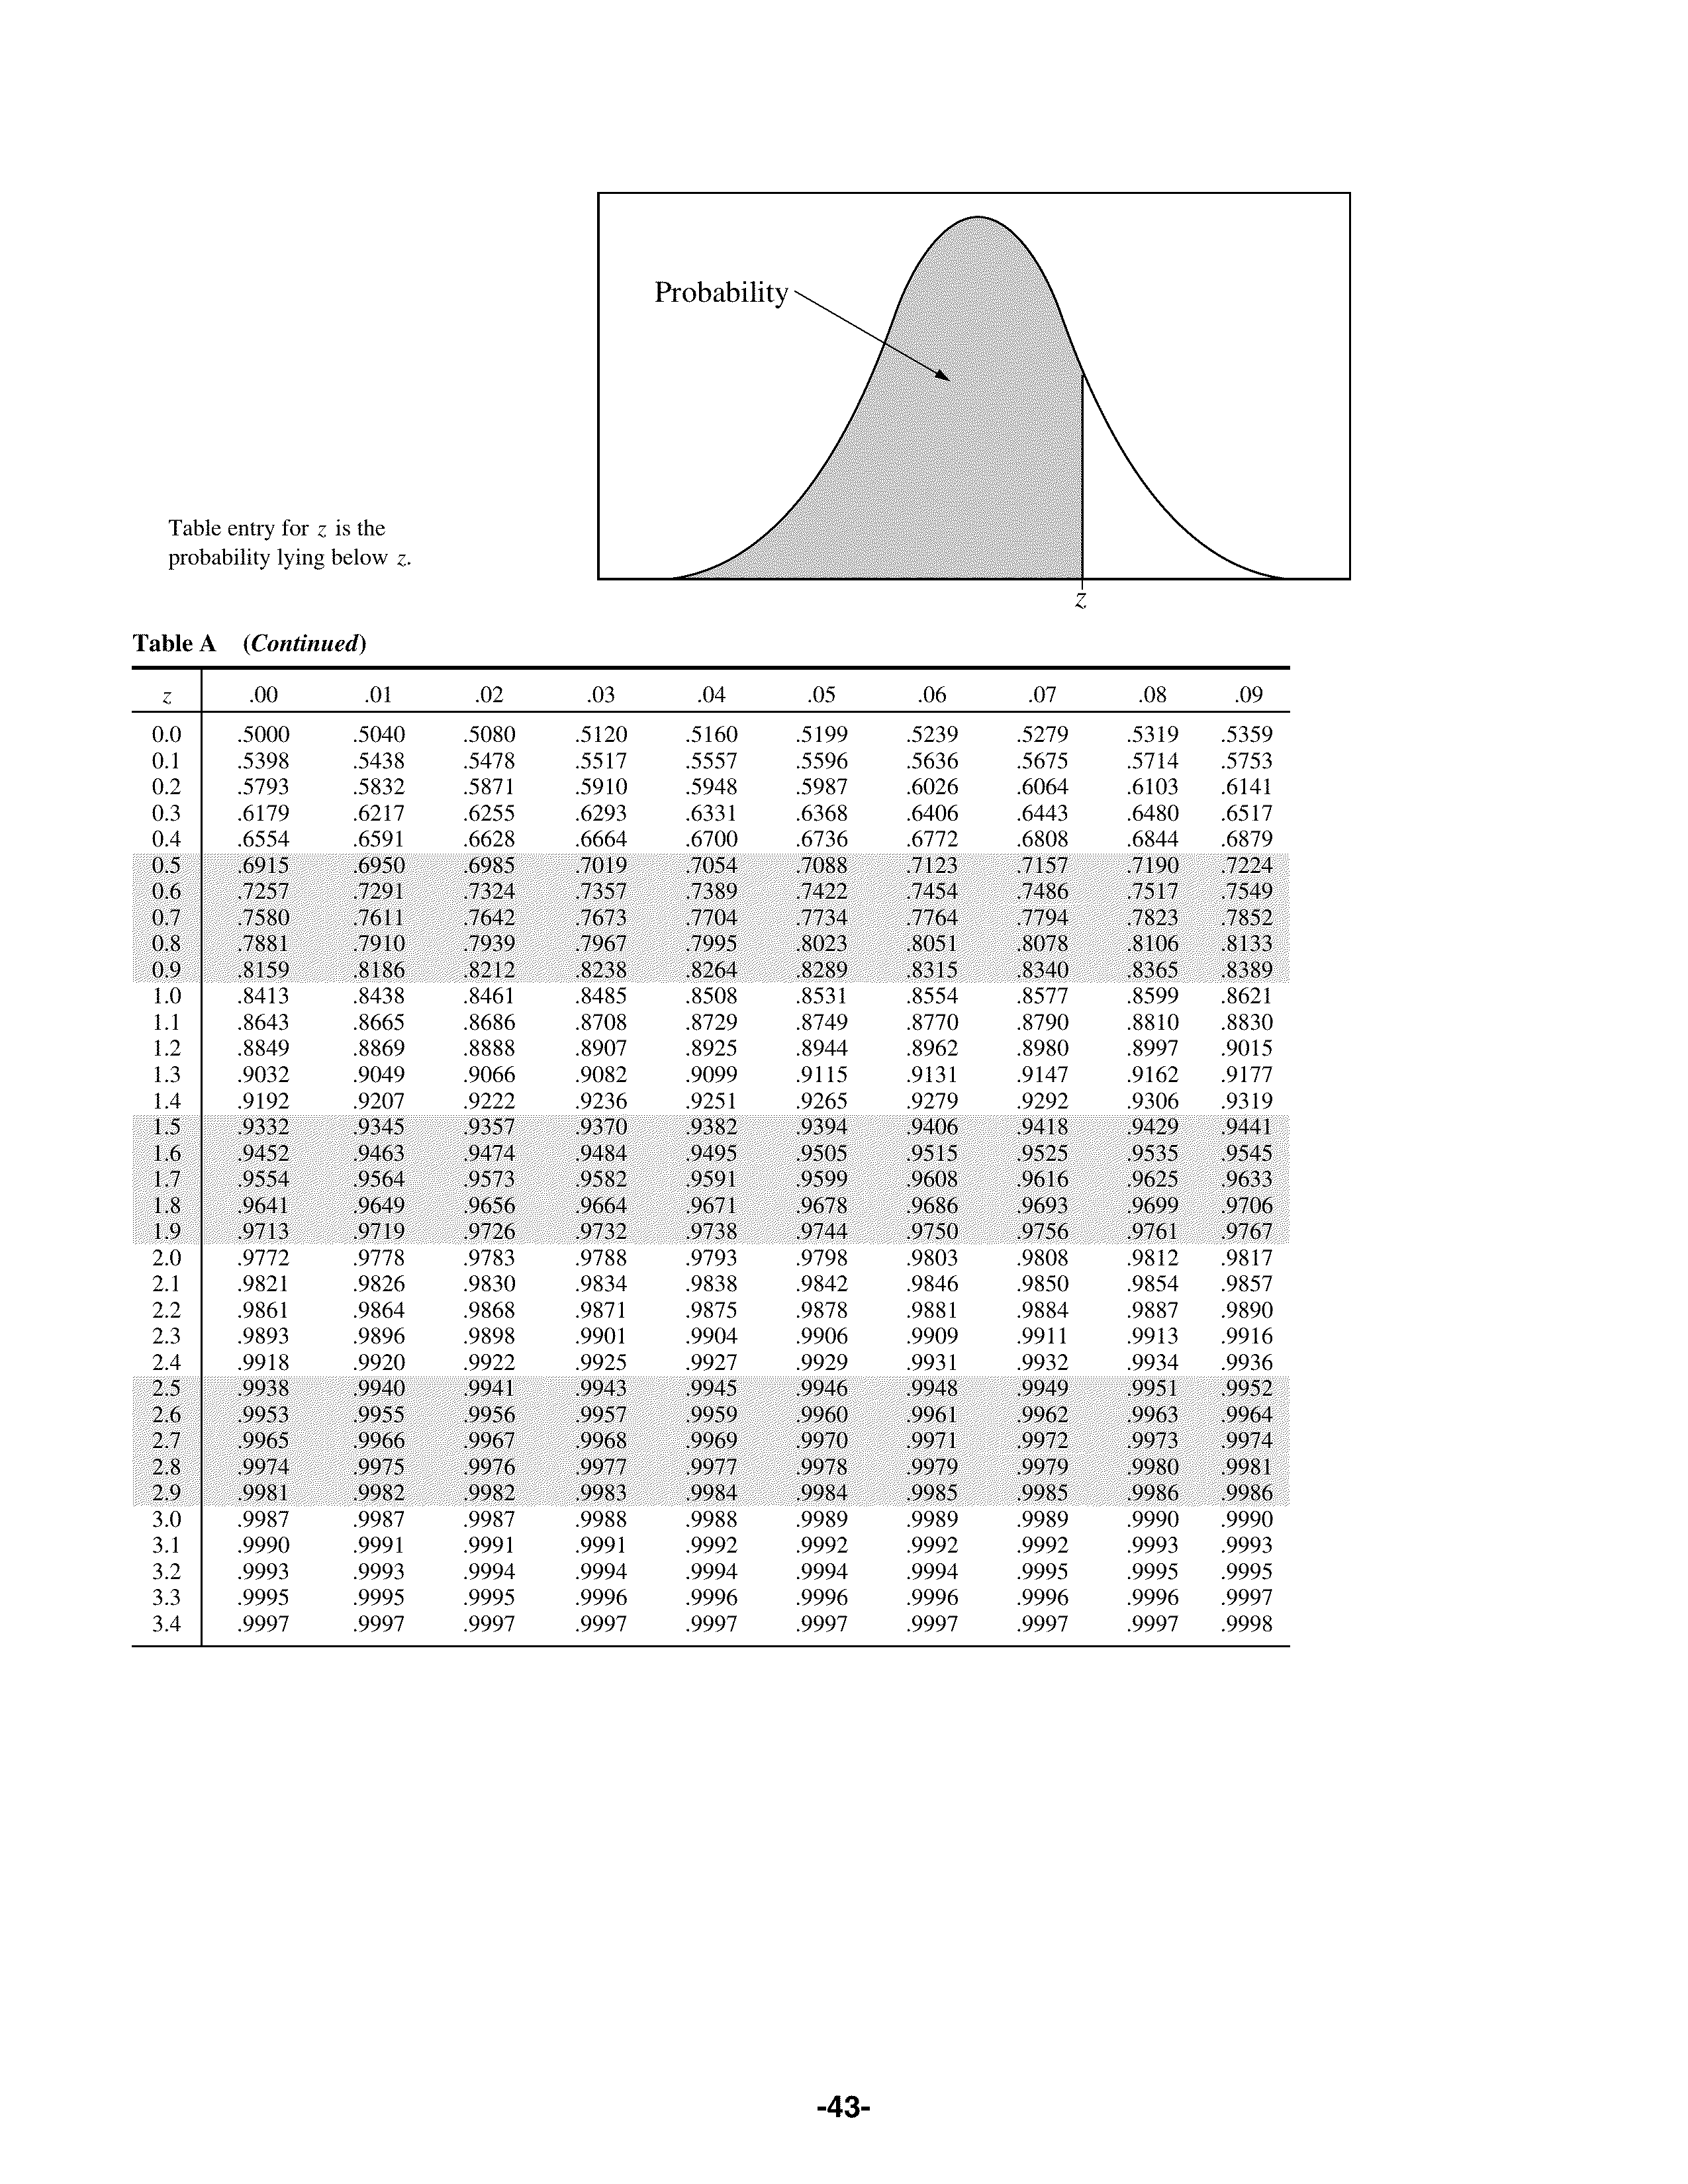 Probability
Table entry for z is the
probability lying below z.
z
Table A (Continued)
z .00 .01 .02 .03 .04 .05 .06 .07 .08 .09
0.0 .5000 .5040 .5080 .5120 .5160 .5199 .5239 .5279 .5319 .5359
0.1 .5398 .5438 .5478 .5517 .5557 .5596 .5636 .5675 .5714 .5753
0.2 .5793 .5832 .5871 .5910 .5948 .5987 .6026 .6064 .6103 .6141
0.3 .6179 .6217 .6255 .6293 .6331 .6368 .6406 .6443 .6480 .6517
0.4 .6554 .6591 .6628 .6664 .6700 .6736 .6772 .6808 .6844 .6879
0.5 .6915 .6950 .6985 .7019 .7054 .7088 .7123 .7157 .7190 .7224
0.6 .7257 .7291 .7324 .7357 .7389 .7422 .7454 .7486 .7517 .7549
0.7 .7580 .7611 .7642 .7673 .7704 .7734 .7764 .7794 .7823 .7852
0.8 .7881 .7910 .7939 .7967 .7995 .8023 .8051 .8078 .8106 .8133
0.9 .8159 .8186 .8212 .8238 .8264 .8289 .8315 .8340 .8365 .8389
1.0 .8413 .8438 .8461 .8485 .8508 .8531 .8554 .8577 .8599 .8621
1.1 .8643 .8665 .8686 .8708 .8729 .8749 .8770 .8790 .8810 .8830
1.2 .8849 .8869 .8888 .8907 .8925 .8944 .8962 .8980 .8997 .9015
1.3 .9032 .9049 .9066 .9082 .9099 .9115 .9131 .9147 .9162 .9177
1.4 .9192 .9207 .9222 .9236 .9251 .9265 .9279 .9292 .9306 .9319
1.5 .9332 .9345 .9357 .9370 .9382 .9394 .9406 .9418 .9429 .9441
1.6 .9452 .9463 .9474 .9484 .9495 .9505 .9515 .9525 .9535 .9545
1.7 .9554 .9564 .9573 .9582 .9591 .9599 .9608 .9616 .9625 .9633
1.8 .9641 .9649 .9656 .9664 .9671 .9678 .9686 .9693 .9699 .9706
1.9 .9713 .9719 .9726 .9732 .9738 .9744 .9750 .9756 .9761 .9767
2.0 .9772 .9778 .9783 .9788 .9793 .9798 .9803 .9808 .9812 .9817
2.1 .9821 .9826 .9830 .9834 .9838 .9842 .9846 .9850 .9854 .9857
2.2 .9861 .9864 .9868 .9871 .9875 .9878 .9881 .9884 .9887 .9890
2.3 .9893 .9896 .9898 .9901 .9904 .9906 .9909 .9911 .9913 .9916
2.4 .9918 .9920 .9922 .9925 .9927 .9929 .9931 .9932 .9934 .9936
2.5 .9938 .9940 .9941 .9943 .9945 .9946 .9948 .9949 .9951 .9952
2.6 .9953 .9955 .9956 .9957 .9959 .9960 .9961 .9962 .9963 .9964
2.7 .9965 .9966 .9967 .9968 .9969 .9970 .9971 .9972 .9973 .9974
2.8 .9974 .9975 .9976 .9977 .9977 .9978 .9979 .9979 .9980 .9981
2.9 .9981 .9982 .9982 .9983 .9984 .9984 .9985 .9985 .9986 .9986
3.0 .9987 .9987 .9987 .9988 .9988 .9989 .9989 .9989 .9990 .9990
3.1 .9990 .9991 .9991 .9991 .9992 .9992 .9992 .9992 .9993 .9993
3.2 .9993 .9993 .9994 .9994 .9994 .9994 .9994 .9995 .9995 .9995
3.3 .9995 .9995 .9995 .9996 .9996 .9996 .9996 .9996 .9996 .9997
3.4 .9997 .9997 .9997 .9997 .9997 .9997 .9997 .9997 .9997 .9998
-43-